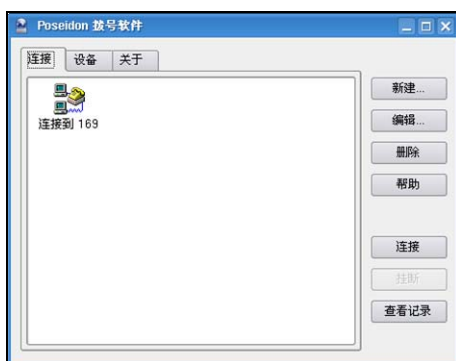 Poseidon 拨号软件
连接 设备 关于
连接到 169
新建...
编辑...
删除
帮助
连接
挂断
查看记录